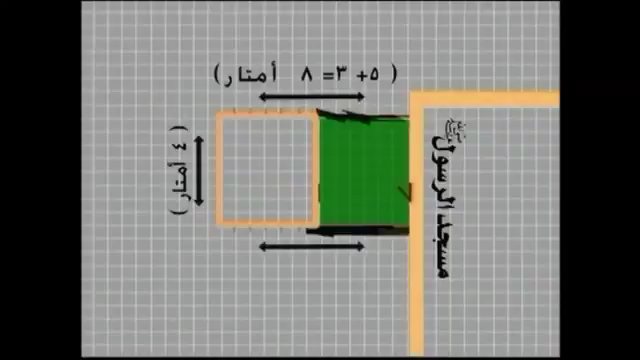 ( ٥+ ٣= ٨ أمتار)
( ٤ أمتار )
مسجد الرسول ﷺ